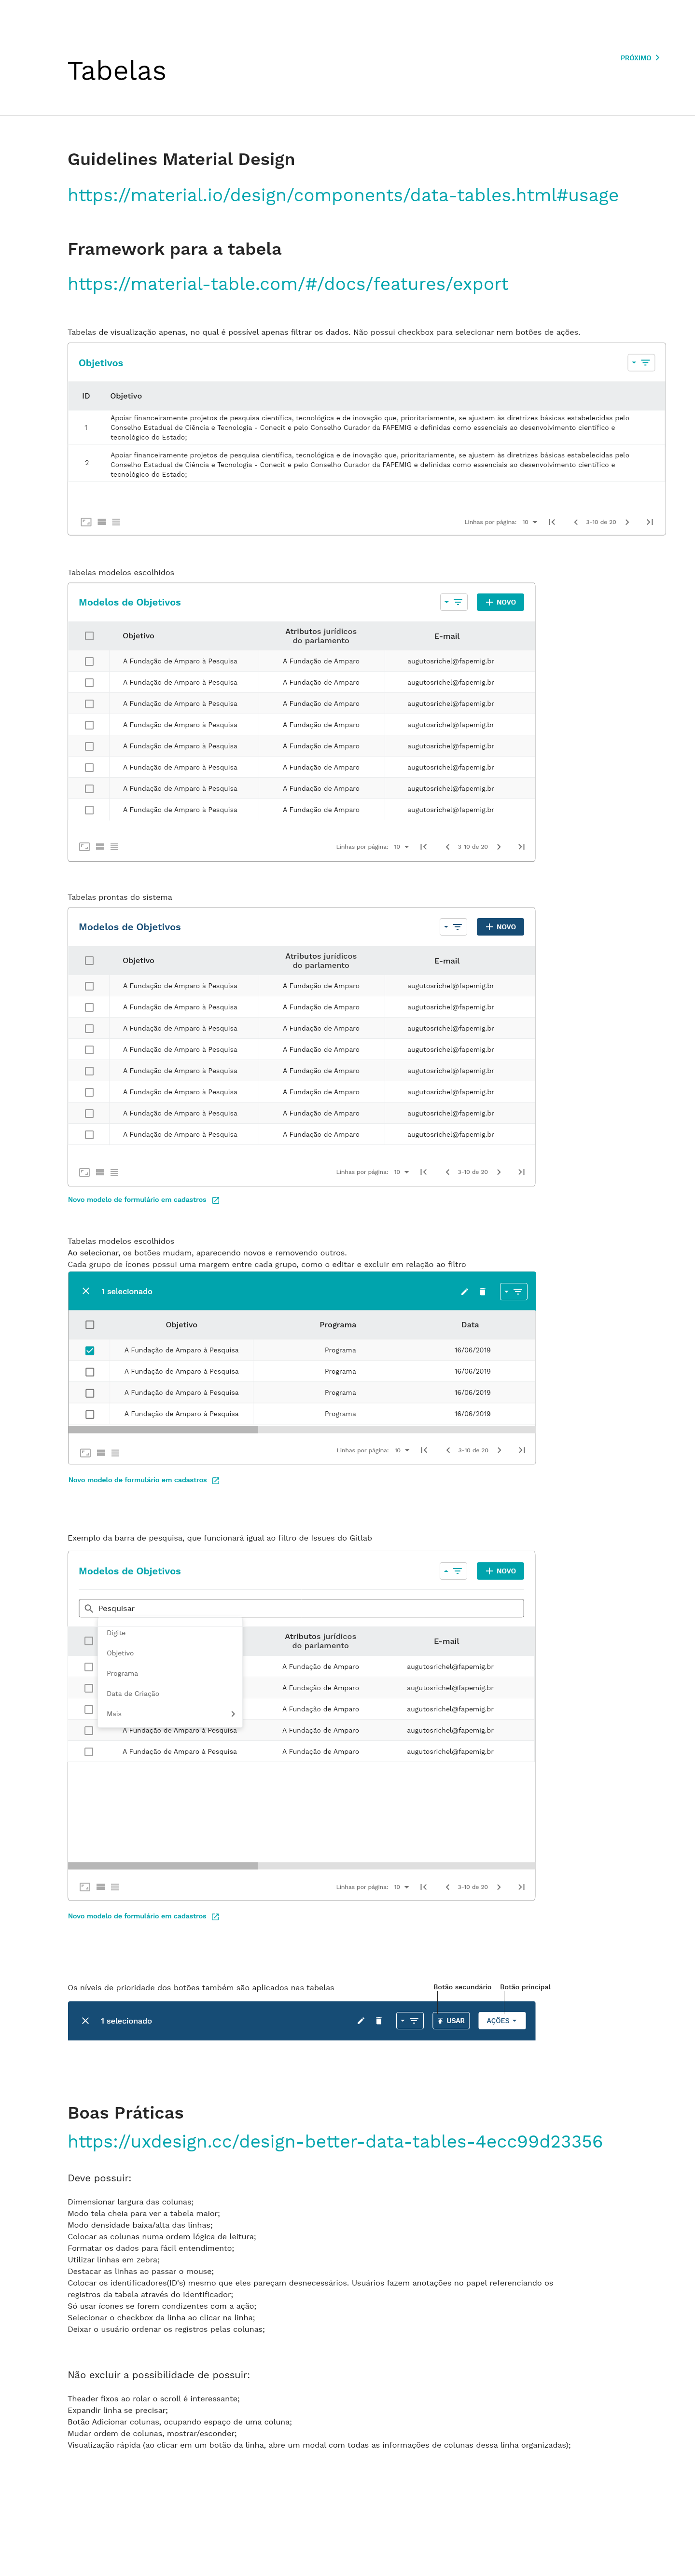 PRÓXIMO
Tabelas
Guidelines Material Design
https://material.io/design/components/data-tables.html#usage
Framework para a tabela
https://material-table.com/#/docs/features/export
Tabelas de visualização apenas, no qual é possível apenas filtrar os dados. Não possui checkbox para selecionar nem botões de ações.
Objetivos
ID Objetivo
Apoiar financeiramente projetos de pesquisa científica, tecnológica e de inovação que, prioritariamente, se ajustem às diretrizes básicas estabelecidas pelo
1 Conselho Estadual de Ciência e Tecnologia - Conecit e pelo Conselho Curador da FAPEMIG e definidas como essenciais ao desenvolvimento científico e
tecnológico do Estado;
Apoiar financeiramente projetos de pesquisa científica, tecnológica e de inovação que, prioritariamente, se ajustem às diretrizes básicas estabelecidas pelo
2 Conselho Estadual de Ciência e Tecnologia - Conecit e pelo Conselho Curador da FAPEMIG e definidas como essenciais ao desenvolvimento científico e
tecnológico do Estado;
Linhas por página: 10 3-10 de 20
Tabelas modelos escolhidos
Modelos de Objetivos NOVO
Objetivo Atributos jurídicos do parlamento E-mail
A Fundação de Amparo à Pesquisa A Fundação de Amparo augutosrichel@fapemig.br
A Fundação de Amparo à Pesquisa A Fundação de Amparo augutosrichel@fapemig.br
A Fundação de Amparo à Pesquisa A Fundação de Amparo augutosrichel@fapemig.br
A Fundação de Amparo à Pesquisa A Fundação de Amparo augutosrichel@fapemig.br
A Fundação de Amparo à Pesquisa A Fundação de Amparo augutosrichel@fapemig.br
A Fundação de Amparo à Pesquisa A Fundação de Amparo augutosrichel@fapemig.br
A Fundação de Amparo à Pesquisa A Fundação de Amparo augutosrichel@fapemig.br
A Fundação de Amparo à Pesquisa A Fundação de Amparo augutosrichel@fapemig.br
Linhas por página: 10 3-10 de 20
Tabelas prontas do sistema
Modelos de Objetivos NOVO
Objetivo Atributos jurídicos do parlamento E-mail
A Fundação de Amparo à Pesquisa A Fundação de Amparo augutosrichel@fapemig.br
A Fundação de Amparo à Pesquisa A Fundação de Amparo augutosrichel@fapemig.br
A Fundação de Amparo à Pesquisa A Fundação de Amparo augutosrichel@fapemig.br
A Fundação de Amparo à Pesquisa A Fundação de Amparo augutosrichel@fapemig.br
A Fundação de Amparo à Pesquisa A Fundação de Amparo augutosrichel@fapemig.br
A Fundação de Amparo à Pesquisa A Fundação de Amparo augutosrichel@fapemig.br
A Fundação de Amparo à Pesquisa A Fundação de Amparo augutosrichel@fapemig.br
A Fundação de Amparo à Pesquisa A Fundação de Amparo augutosrichel@fapemig.br
Linhas por página: 10 3-10 de 20
Novo modelo de formulário em cadastros
Tabelas modelos escolhidos
Ao selecionar, os botões mudam, aparecendo novos e removendo outros.
Cada grupo de ícones possui uma margem entre cada grupo, como o editar e excluir em relação ao filtro
1 selecionado
Objetivo Programa Data
A Fundação de Amparo à Pesquisa Programa 16/06/2019
A Fundação de Amparo à Pesquisa Programa 16/06/2019
A Fundação de Amparo à Pesquisa Programa 16/06/2019
A Fundação de Amparo à Pesquisa Programa 16/06/2019
Linhas por página: 10 3-10 de 20
Novo modelo de formulário em cadastros
Exemplo da barra de pesquisa, que funcionará igual ao filtro de Issues do Gitlab
Modelos de Objetivos NOVO
Pesquisar
Digite
Objetivo
Programa
Data de Criação
Mais
Atributos jurídicos do parlamento E-mail
A Fundação de Amparo augutosrichel@fapemig.br
A Fundação de Amparo augutosrichel@fapemig.br
A Fundação de Amparo augutosrichel@fapemig.br
A Fundação de Amparo à Pesquisa A Fundação de Amparo augutosrichel@fapemig.br
A Fundação de Amparo à Pesquisa A Fundação de Amparo augutosrichel@fapemig.br
Linhas por página: 10 3-10 de 20
Novo modelo de formulário em cadastros
Os níveis de prioridade dos botões também são aplicados nas tabelas
Botão secundário Botão principal
1 selecionado USAR AÇÕES
Boas Práticas
https://uxdesign.cc/design-better-data-tables-4ecc99d23356
Deve possuir:
Dimensionar largura das colunas;
Modo tela cheia para ver a tabela maior;
Modo densidade baixa/alta das linhas;
Colocar as colunas numa ordem lógica de leitura;
Formatar os dados para fácil entendimento;
Utilizar linhas em zebra;
Destacar as linhas ao passar o mouse;
Colocar os identificadores(ID's) mesmo que eles pareçam desnecessários. Usuários fazem anotações no papel referenciando os
registros da tabela através do identificador;
Só usar ícones se forem condizentes com a ação;
Selecionar o checkbox da linha ao clicar na linha;
Deixar o usuário ordenar os registros pelas colunas;
Não excluir a possibilidade de possuir:
Theader fixos ao rolar o scroll é interessante;
Expandir linha se precisar;
Botão Adicionar colunas, ocupando espaço de uma coluna;
Mudar ordem de colunas, mostrar/esconder;
Visualização rápida (ao clicar em um botão da linha, abre um modal com todas as informações de colunas dessa linha organizadas);